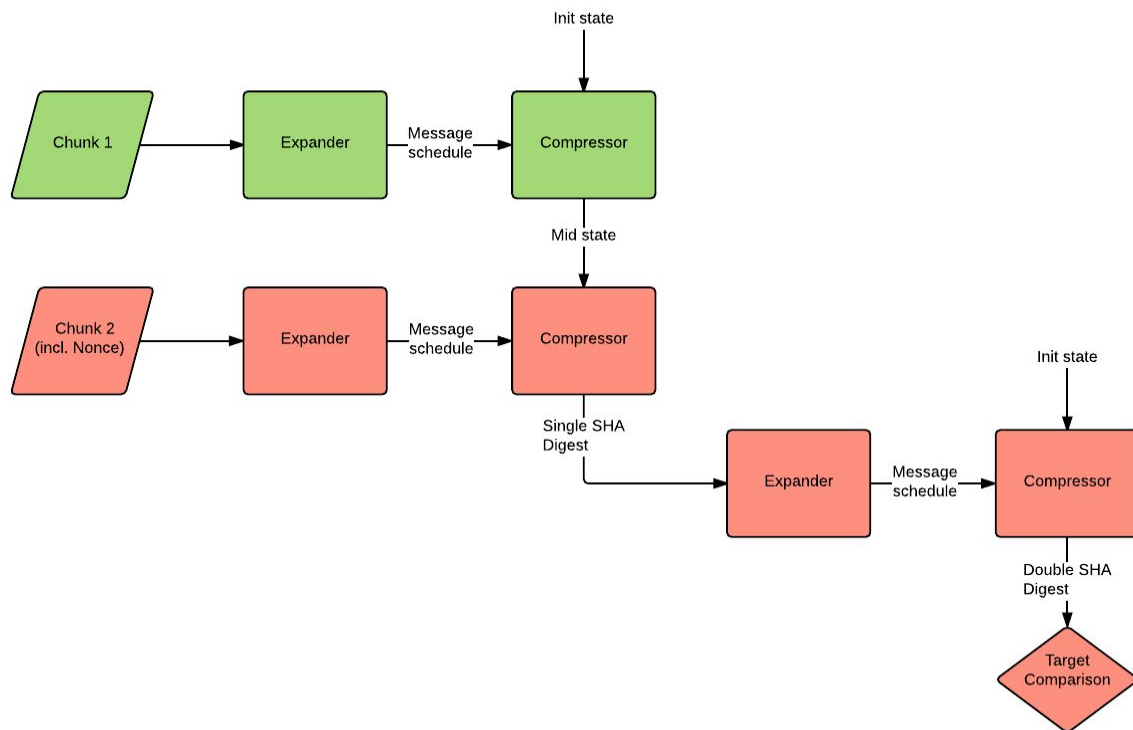 Init state
Chunk 1
Expander
Message
schedule
Compressor
Mid state
Chunk 2
(incl. Nonce)
Expander
Message
schedule
Compressor
Init state
Single SHA
Digest
Expander
Message
schedule
Compressor
Double SHA
Digest
Target
Comparison